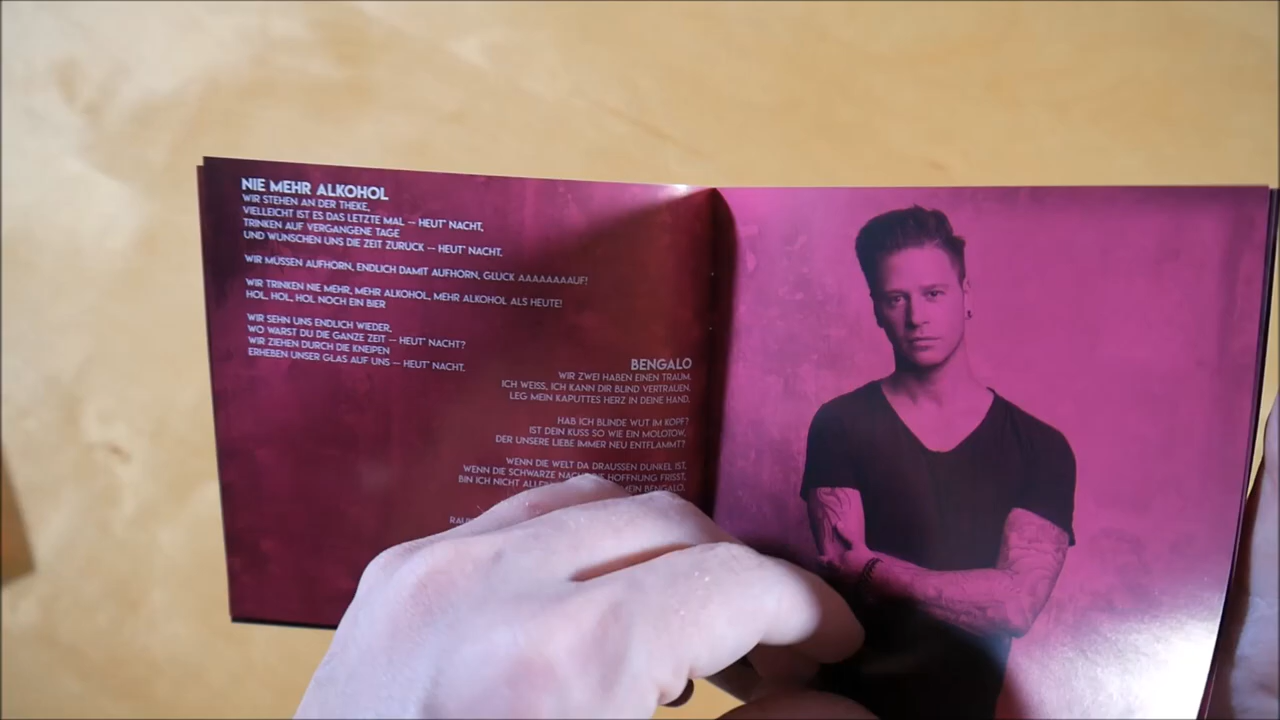 NIE MEHR ALKOHOL
WIR STEHEN AN DER THEKE,
VIELLEICHT IST ES DAS LETZTE MAL -- HEUT' NACHT,
TRINKEN AUF VERGANGENE TAGE
UND WÜNSCHEN UNS DIE ZEIT ZURÜCK -- HEUT' NACHT.
WIR MÜSSEN AUFHÖRN, ENDLICH DAMIT AUFHÖRN, GLÜCK AAAAAAAAUF!
WIR TRINKEN NIE MEHR, MEHR ALKOHOL, MEHR ALKOHOL ALS HEUTE!
HOL, HOL, HOL NOCH EIN BIER
WIR SEHN UNS ENDLICH WIEDER,
WO WARST DU DIE GANZE ZEIT -- HEUT' NACHT?
WIR ZIEHEN DURCH DIE KNEIPEN
ERHEBEN UNSER GLAS AUF UNS -- HEUT' NACHT.
BENGALO
WIR ZWEI HABEN EINEN TRAUM.
ICH WEISS, ICH KANN DIR BLIND VERTRAUEN,
LEG MEIN KAPUTTES HERZ IN DEINE HAND.
HAB ICH BLINDE WUT IM KOPF?
IST DEIN KUSS SO WIE EIN MOLOTOW,
DER UNSERE LIEBE IMMER NEU ENTFLAMMT?
WENN DIE WELT DA DRAUSSEN DUNKEL IST,
WENN DIE SCHWARZE NACHT DIE HOFFNUNG FRISST,
BIN ICH NICHT MEIN BENGALO.